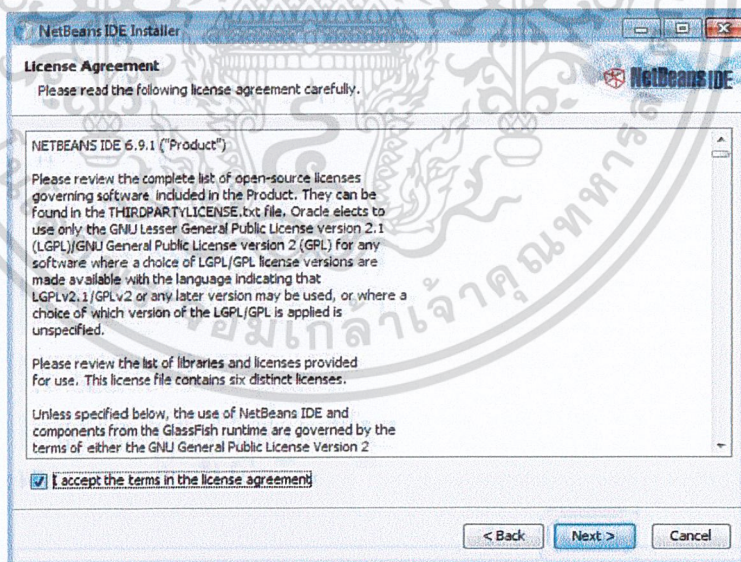 NetBeans IDE Installer
License Agreement
Please read the following license agreement carefully.
NetBeans IDE
NETBEANS IDE 6.9.1 ("Product")
Please review the complete list of open-source licenses
governing software included in the Product. They can be
found in the THIRDPARTYLICENSE.txt file. Oracle elects to
use only the GNU Lesser General Public License version 2.1
(LGPL)/GNU General Public License version 2 (GPL) for any
software where a choice of LGPL/GPL license versions are
made available with the language indicating that
LGPLv2.1/GPLv2 or any later version may be used, or where a
choice of which version of the LGPL/GPL is applied is
unspecified.
Please review the list of libraries and licenses provided
for use. This license file contains six distinct licenses.
Unless specified below, the use of NetBeans IDE and
components from the GlassFish runtime are governed by the
terms of either the GNU General Public License Version 2
I accept the terms in the license agreement
< Back
Next >
Cancel